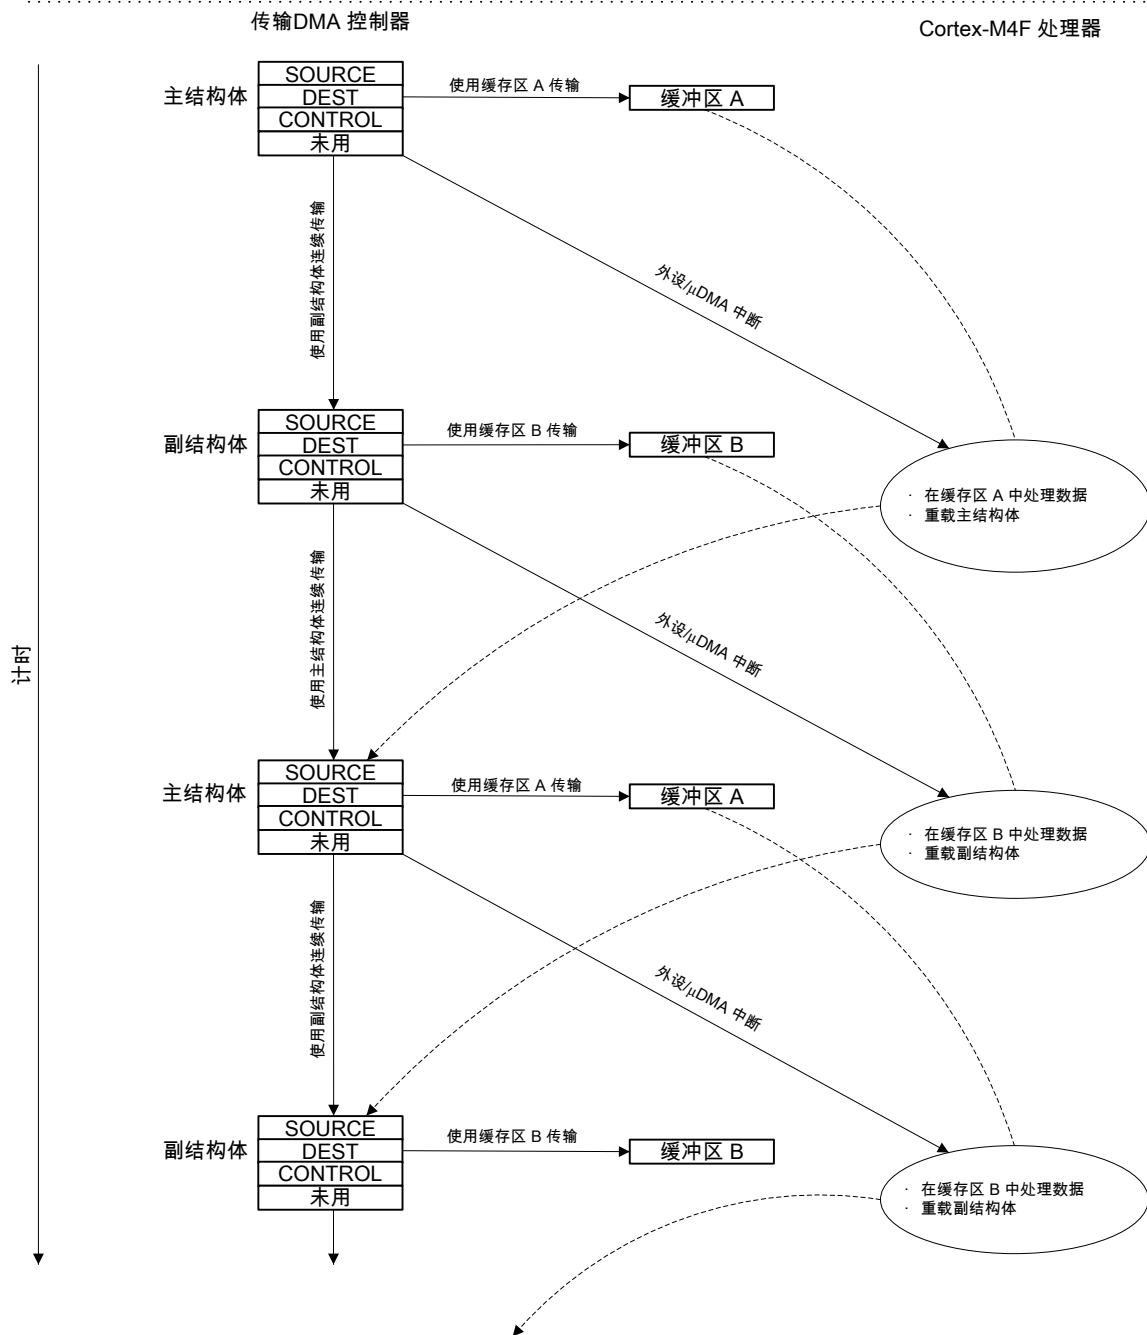 传输DMA 控制器
Cortex-M4F 处理器
计时
主结构体
SOURCE
DEST
CONTROL
未用
使用缓存区 A 传输
缓冲区 A
使用副结构体连续传输
外设/μDMA 中断
副结构体
SOURCE
DEST
CONTROL
未用
使用缓存区 B 传输
缓冲区 B
· 在缓存区 A 中处理数据
· 重载主结构体
使用主结构体连续传输
外设/μDMA 中断
主结构体
SOURCE
DEST
CONTROL
未用
使用缓存区 A 传输
缓冲区 A
· 在缓存区 B 中处理数据
· 重载副结构体
使用副结构体连续传输
外设/μDMA 中断
副结构体
SOURCE
DEST
CONTROL
未用
使用缓存区 B 传输
缓冲区 B
· 在缓存区 B 中处理数据
· 重载副结构体